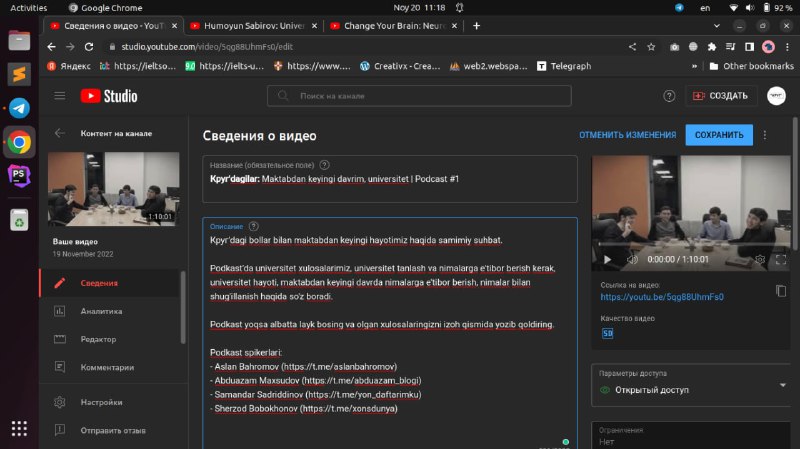 Activities
Google Chrome
Noy 20 11:18
en
92 %
Сведения о видео - YouT
Humoyun Sabirov: Univer
Change Your Brain: Neuro
studio.youtube.com/video/5qg88UhmFs0/edit
Яндекс
https://ieltso...
https://ielts-u...
https://www....
Creativx - Crea...
web2.webspa...
Telegraph
»
Other bookmarks
Studio
Поиск на канале
СОЗДАТЬ
Контент на канале
1:10:01
Ваше видео
19 November 2022
Сведения
Аналитика
Редактор
Комментарии
Настройки
Отправить отзыв
Сведения о видео
ОТМЕНИТЬ ИЗМЕНЕНИЯ
СОХРАНИТЬ
Название (обязательное поле)
Kруг'dagilar: Maktabdan keyingi davrim, universitet | Podcast #1
Описание
Kруг'dagi bollar bilan maktabdan keyingi hayotimiz haqida samimiy suhbat.
Podkast'da universitet xulosalarimiz, universitet tanlash va nimalarga e'tibor berish kerak,
universitet hayoti, maktabdan keyingi davrda nimalarga e'tibor berish, nimalar bilan
shug'illanish haqida so'z boradi.
Podkast yoqsa albatta layk bosing va olgan xulosalaringizni izoh qismida yozib qoldiring.
Podkast spikerlari:
- Aslan Bahromov (https://t.me/aslanbahromov)
- Abduazam Maxsudov (https://t.me/abduazam_blogi)
- Samandar Sadriddinov (https://t.me/yon_daftarimku)
- Sherzod Bobokhonov (https://t.me/xonsdunya)
0:00:00 / 1:10:01
Ссылка на видео:
https://youtu.be/5qg88UhmFs0
Качество видео
SD
Параметры доступа
Открытый доступ
Ограничения
Нет